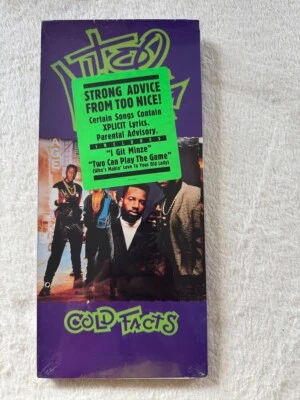 STRONG ADVICE
FROM TOO NICE!
Certain Songs Contain
XPLICIT Lyrics.
Parental Advisory.
INCLUDES
"I Git Minze"
"Two Can Play The Game"
(Who's Makin' Love To Your Old Lady)
COLD FACTS